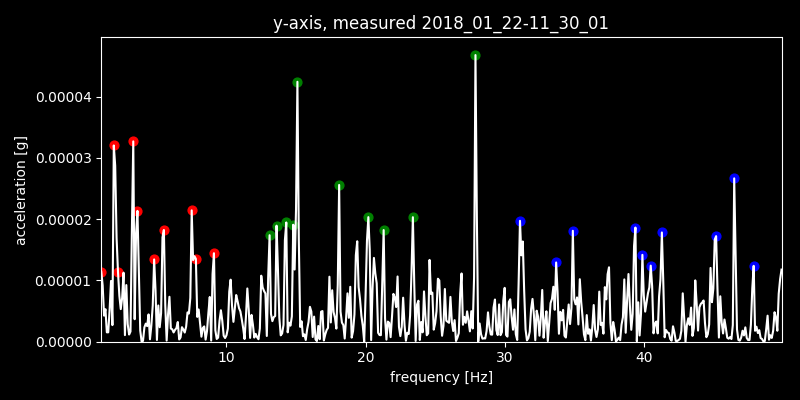 y-axis, measured 2018_01_22-11_30_01
acceleration [g]
0.00004
0.00003
0.00002
0.00001
0.00000
10 20 30 40
frequency [Hz]